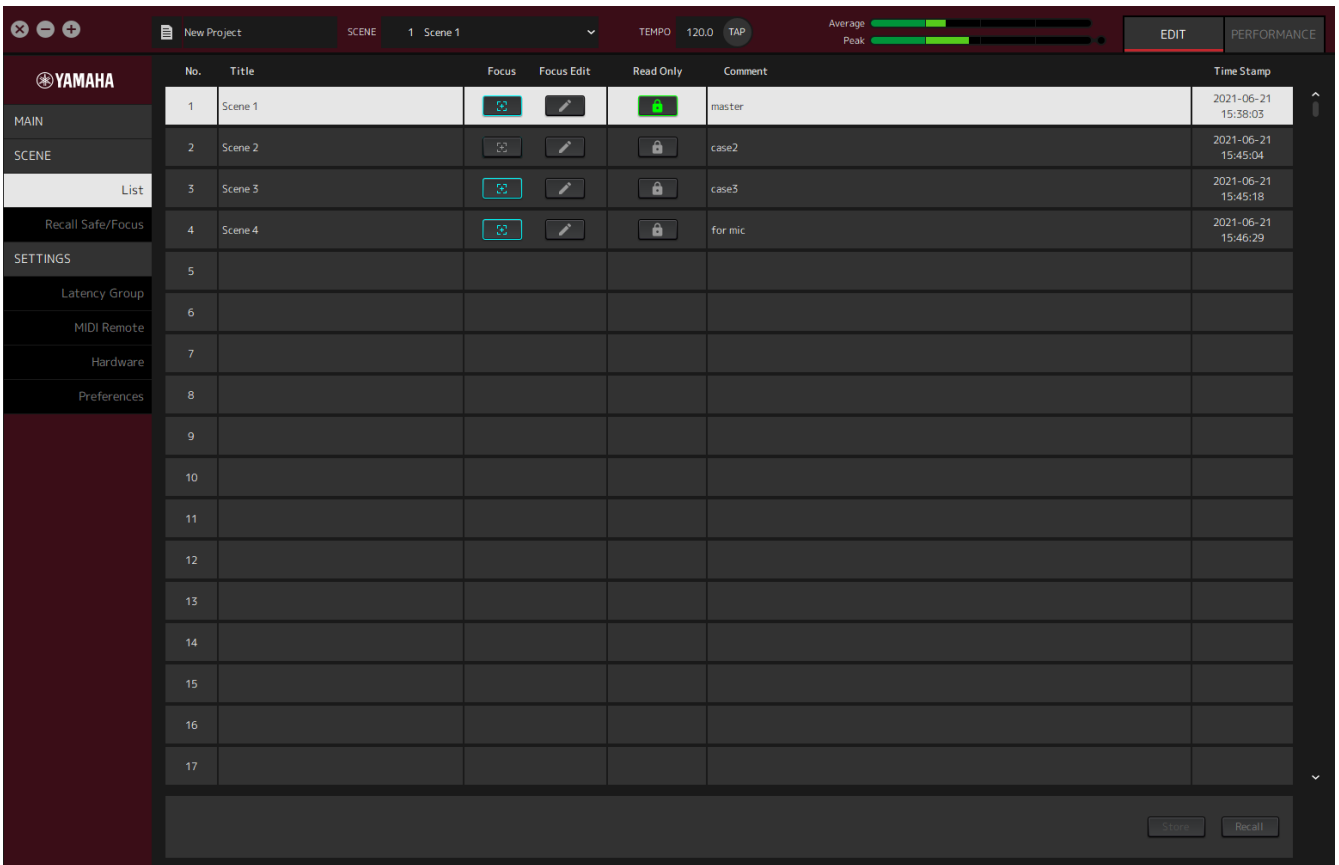 New Project SCENE 1 Scene 1 TEMPO 120.0 TAP Average EDIT PERFORMANCE
Peak
YAMAHA
MAIN
SCENE
List
Recall Safe/Focus
SETTINGS
Latency Group
MIDI Remote
Hardware
Preferences
No. Title Focus Focus Edit Read Only Comment Time Stamp
1 Scene 1 master 2021-06-21
15:38:03
2 Scene 2 case2 2021-06-21
15:45:04
3 Scene 3 case3 2021-06-21
15:45:18
4 Scene 4 for mic 2021-06-21
15:46:29
5
6
7
8
9
10
11
12
13
14
15
16
17
Store Recall